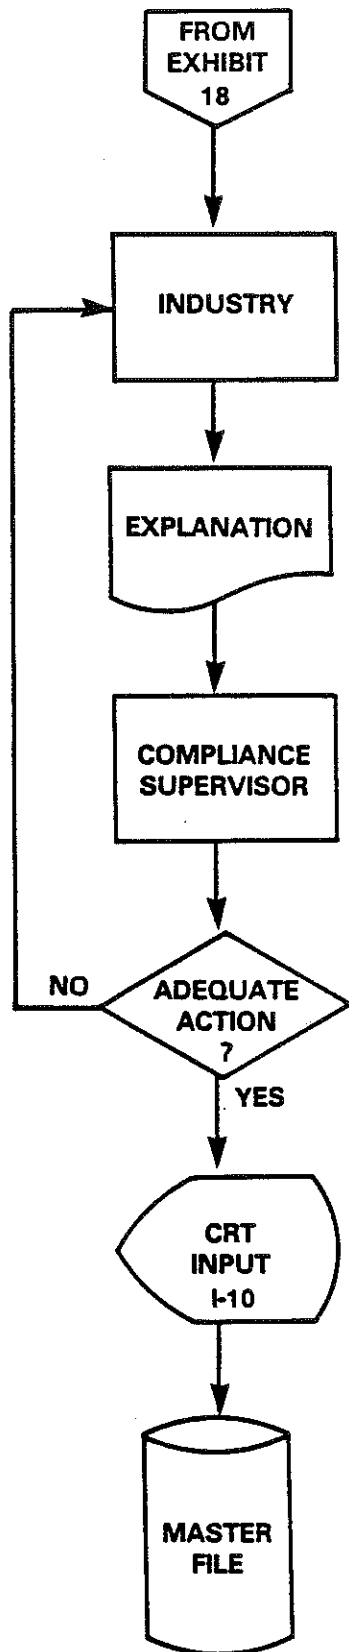 FROM
EXHIBIT
18
INDUSTRY
EXPLANATION
COMPLIANCE
SUPERVISOR
ADEQUATE
ACTION
?
NO
YES
CRT
INPUT
I-10
MASTER
FILE